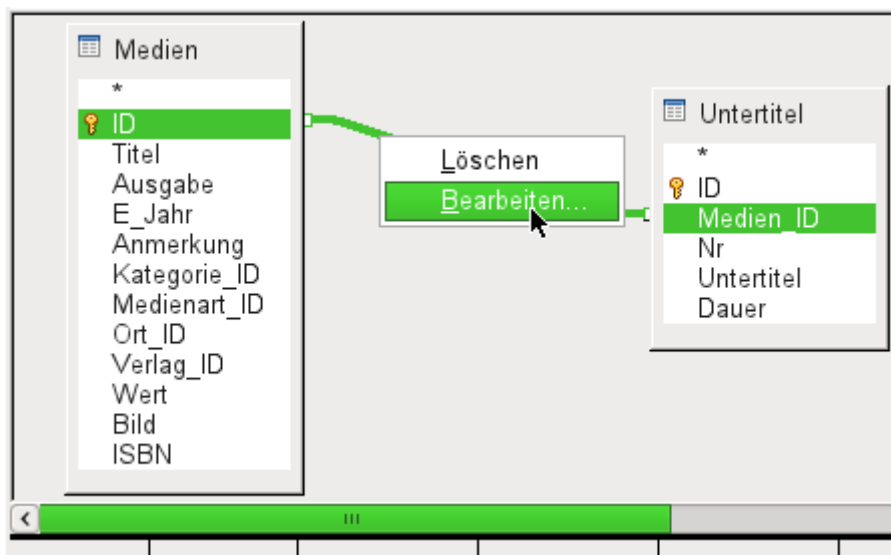 Medien
*
ID
Titel
Ausgabe
E_Jahr
Anmerkung
Kategorie_ID
Medienart_ID
Ort_ID
Verlag_ID
Wert
Bild
ISBN
Löschen
Bearbeiten...
Untertitel
*
ID
Medien_ID
Nr
Untertitel
Dauer